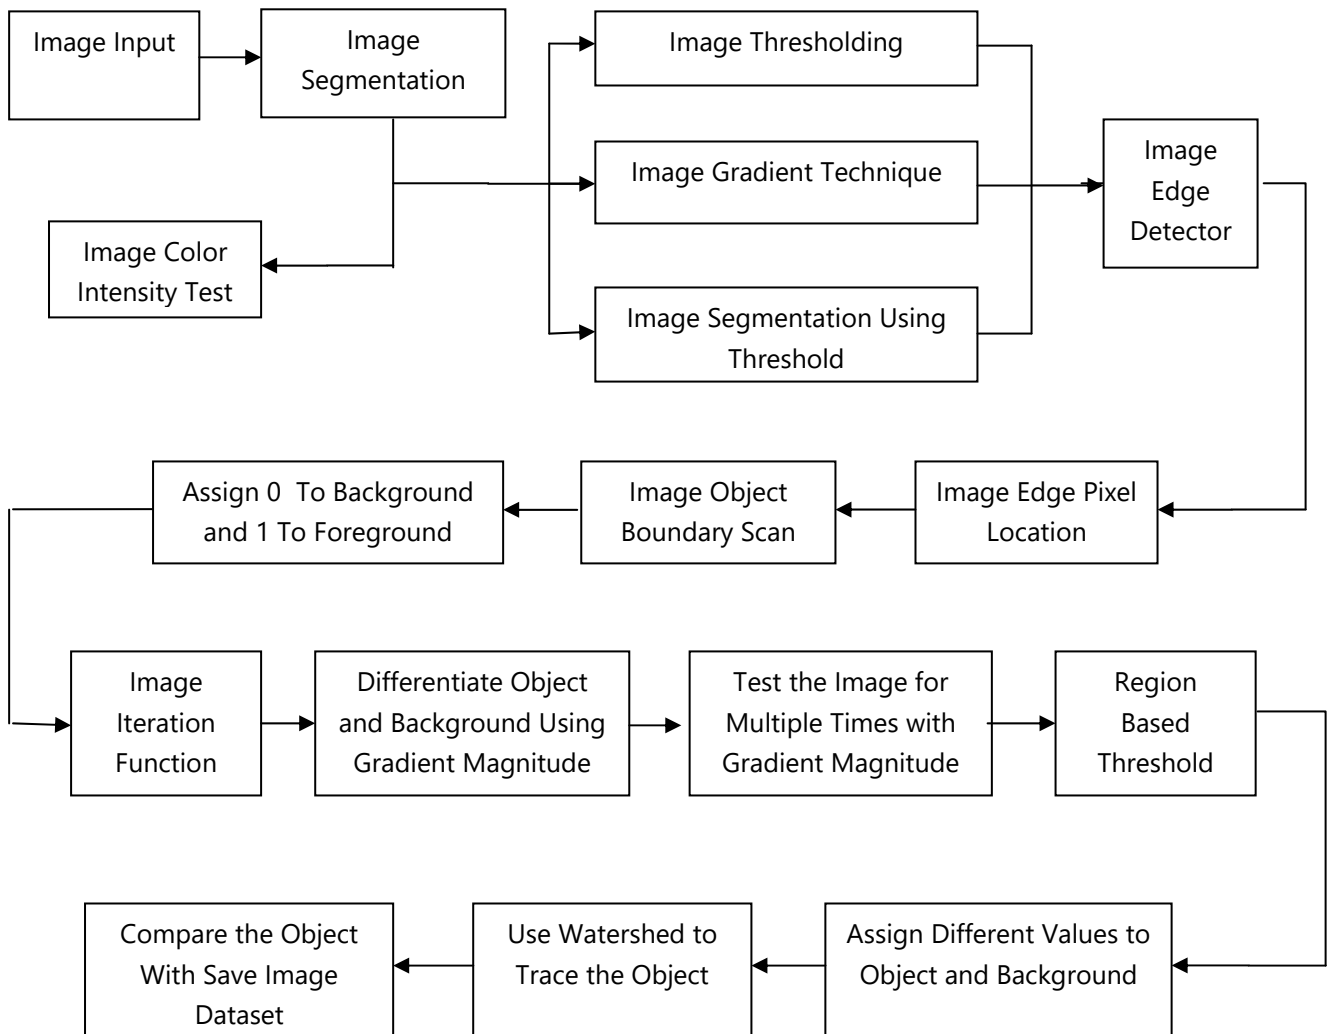 Image Input
Image
Segmentation
Image Thresholding
Image Gradient Technique
Image
Edge
Detector
Image Color
Intensity Test
Image Segmentation Using
Threshold
Assign 0  To Background
and 1 To Foreground
Image Object
Boundary Scan
Image Edge Pixel
Location
Image
Iteration
Function
Differentiate Object
and Background Using
Gradient Magnitude
Test the Image for
Multiple Times with
Gradient Magnitude
Region
Based
Threshold
Compare the Object
With Save Image
Dataset
Use Watershed to
Trace the Object
Assign Different Values to
Object and Background